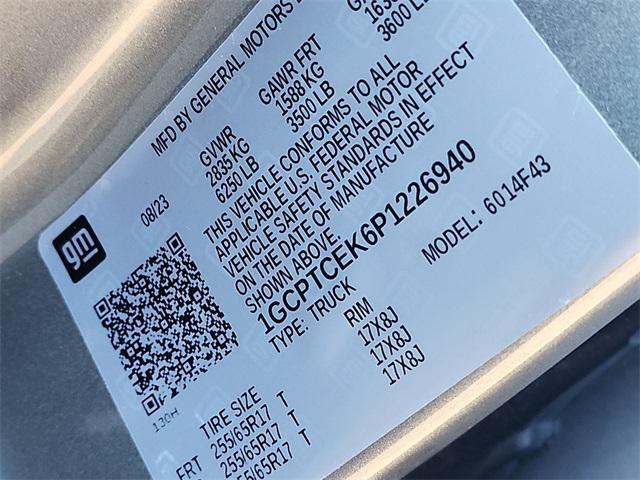 MFD BY GENERAL MOTORS
08/23
GVWR
2835 KG
6250 LB
GAWR FRT
1588 KG
3500 LB
3600 LB
THIS VEHICLE CONFORMS TO ALL
APPLICABLE U.S. FEDERAL MOTOR
VEHICLE SAFETY STANDARDS IN EFFECT
ON THE DATE OF MANUFACTURE
SHOWN ABOVE.
1GCPTCEK6P1226940
TYPE: TRUCK
MODEL: 6014F43
gm
130H
TIRE SIZE RIM
FRT 255/65R17 T 17X8J
255/65R17 T 17X8J
255/65R17 T 17X8J